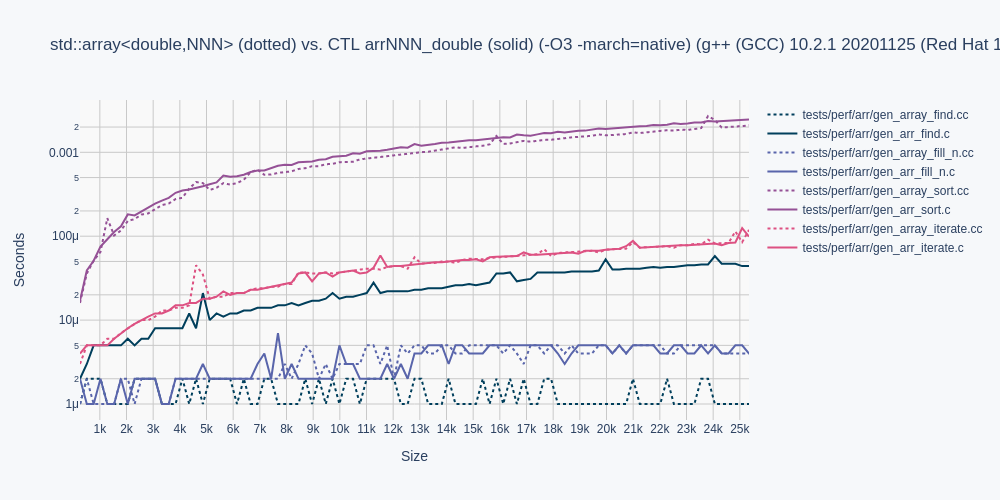 std::array<double,NNN> (dotted) vs. CTL arrNNN_double (solid) (-O3 -march=native) (g++ (GCC) 10.2.1 20201125 (Red Hat 1
2
0.001
5
2
100μ
5
2
10μ
5
2
1μ
Seconds
1k 2k 3k 4k 5k 6k 7k 8k 9k 10k 11k 12k 13k 14k 15k 16k 17k 18k 19k 20k 21k 22k 23k 24k 25k
Size
tests/perf/arr/gen_array_find.cc
tests/perf/arr/gen_arr_find.c
tests/perf/arr/gen_array_fill_n.cc
tests/perf/arr/gen_arr_fill_n.c
tests/perf/arr/gen_array_sort.cc
tests/perf/arr/gen_arr_sort.c
tests/perf/arr/gen_array_iterate.cc
tests/perf/arr/gen_arr_iterate.c